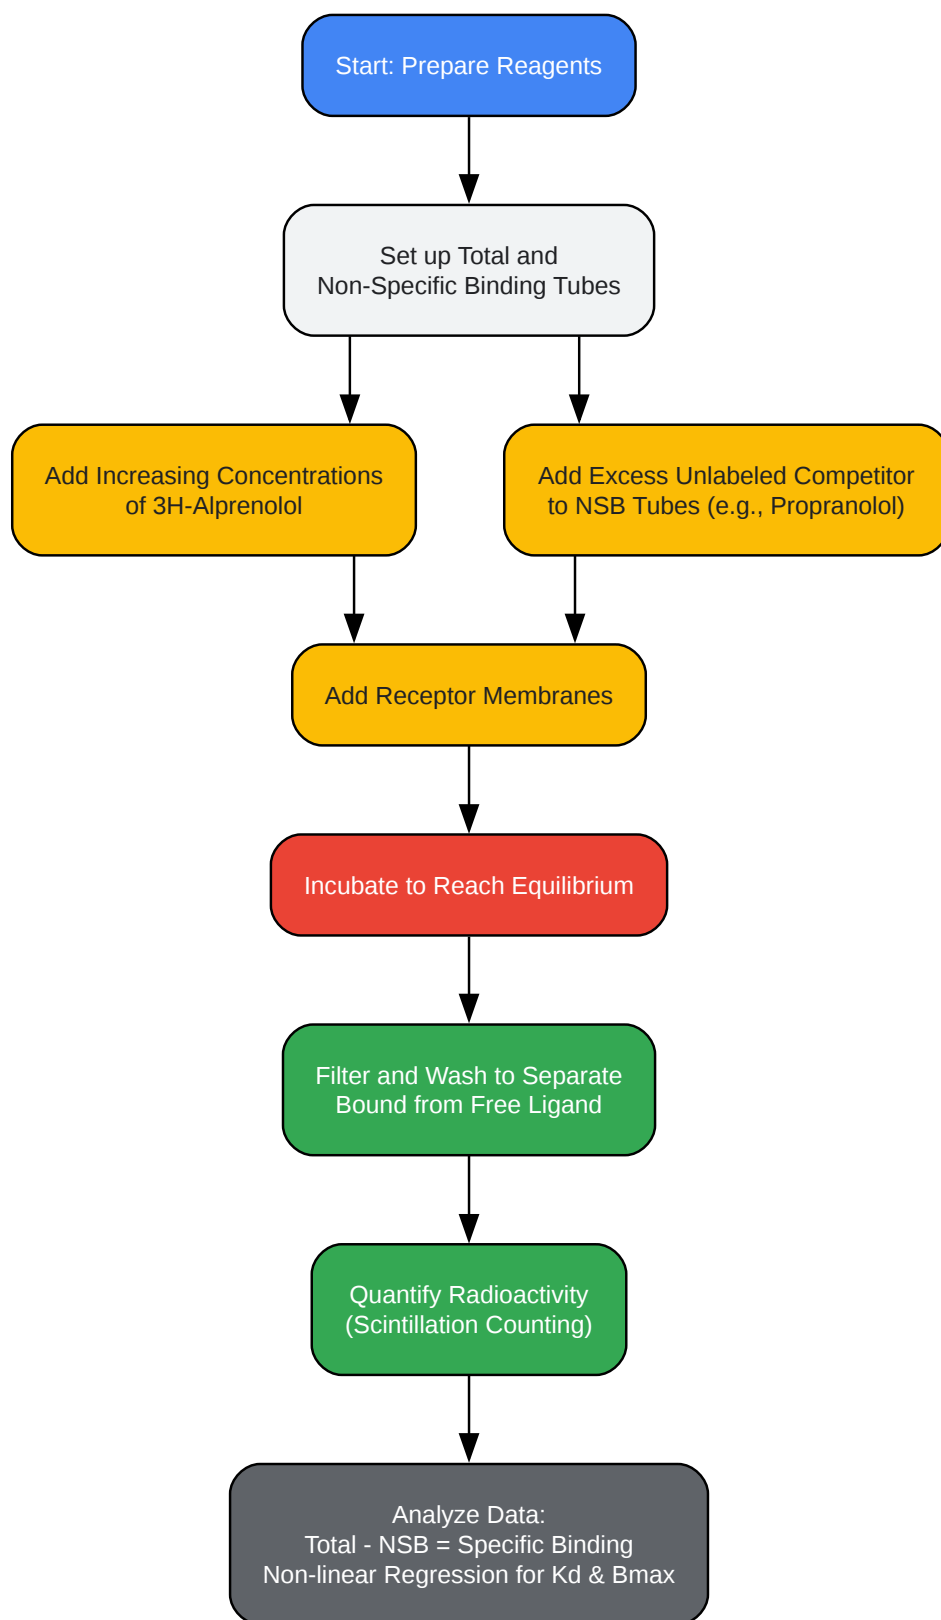 Start: Prepare Reagents
Set up Total and
Non-Specific Binding Tubes
Add Increasing Concentrations
of 3H-Alprenolol
Add Excess Unlabeled Competitor
to NSB Tubes (e.g., Propranolol)
Add Receptor Membranes
Incubate to Reach Equilibrium
Filter and Wash to Separate
Bound from Free Ligand
Quantify Radioactivity
(Scintillation Counting)
Analyze Data:
Total - NSB = Specific Binding
Non-linear Regression for Kd & Bmax